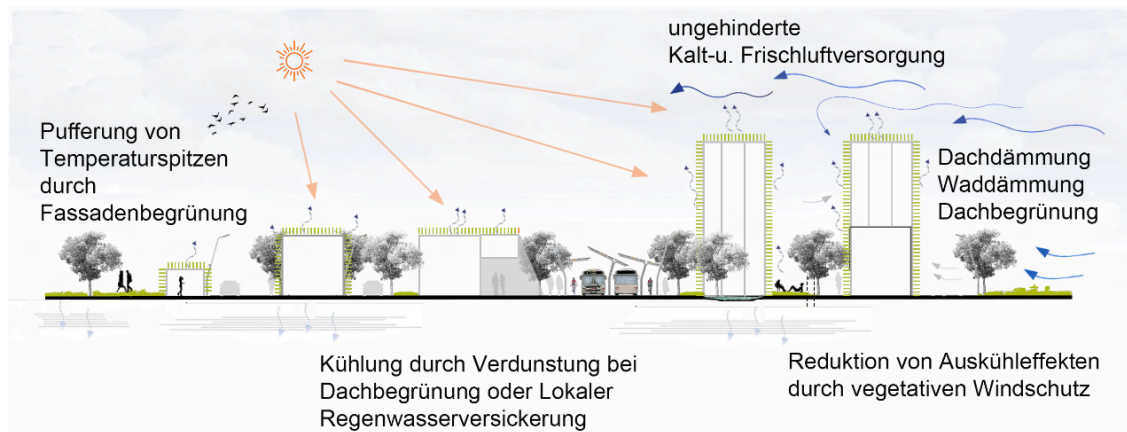 ungehinderte
Kalt-u. Frischluftversorgung
Pufferung von
Temperaturspitzen
durch
Fassadenbegrünung
Dachdämmung
Waddämmung
Dachbegrünung
Kühlung durch Verdunstung bei
Dachbegrünung oder Lokaler
Regenwasserversickerung
Reduktion von Auskühleffekten
durch vegetativen Windschutz